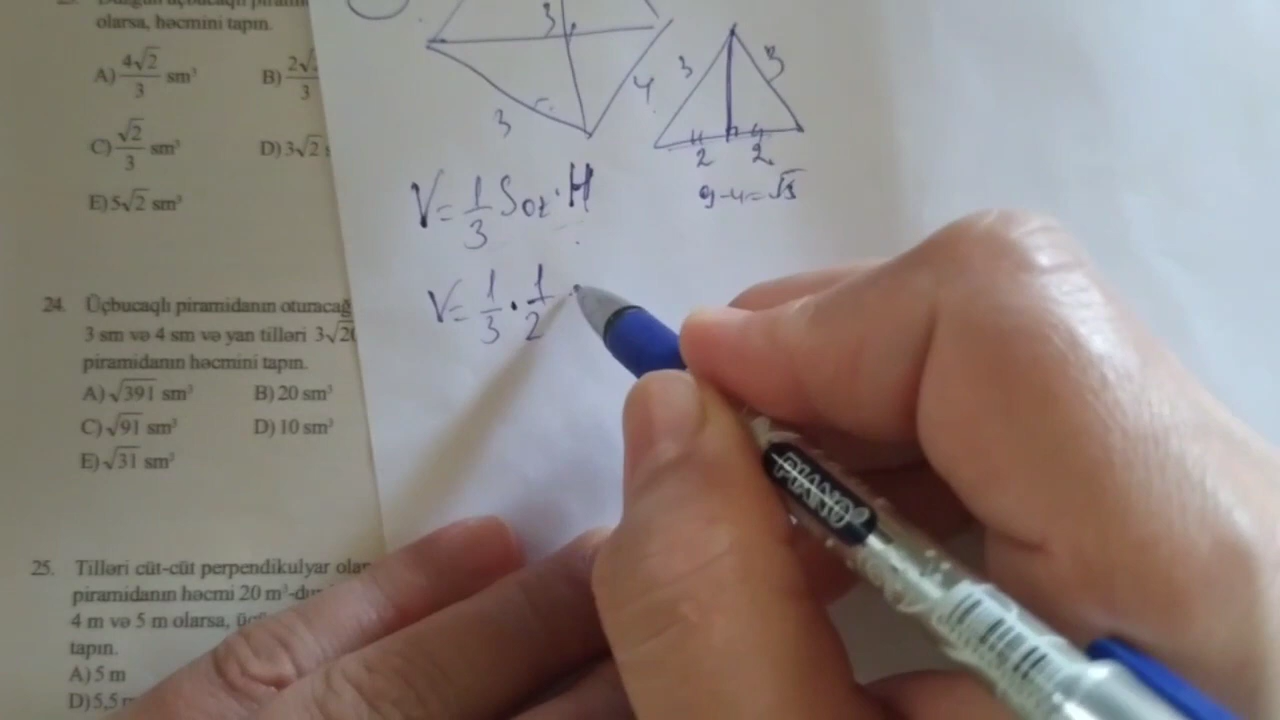 olarsa, həcmini tapın.
A) 4√2/3 sm³
B) 2√
3
C) √2/3 sm³
D) 3√2
E) 5√2 sm³
24. Üçbucaqlı piramidanın oturacağ
3 sm və 4 sm və yan tilləri 3√2
piramidanın həcmini tapın.
A) √391 sm³
B) 20 sm³
C) √91 sm³
D) 10 sm³
E) √31 sm³
25. Tilləri cüt-cüt perpendikulyar olan
piramidanın həcmi 20 m³-du
4 m və 5 m olarsa, üç
tapın.
A) 5 m
D) 5,5
3
3
4
3
3
2
2
9-4=√5
V=1/3 Sot·H
V=1/3·1/2·
PIANO